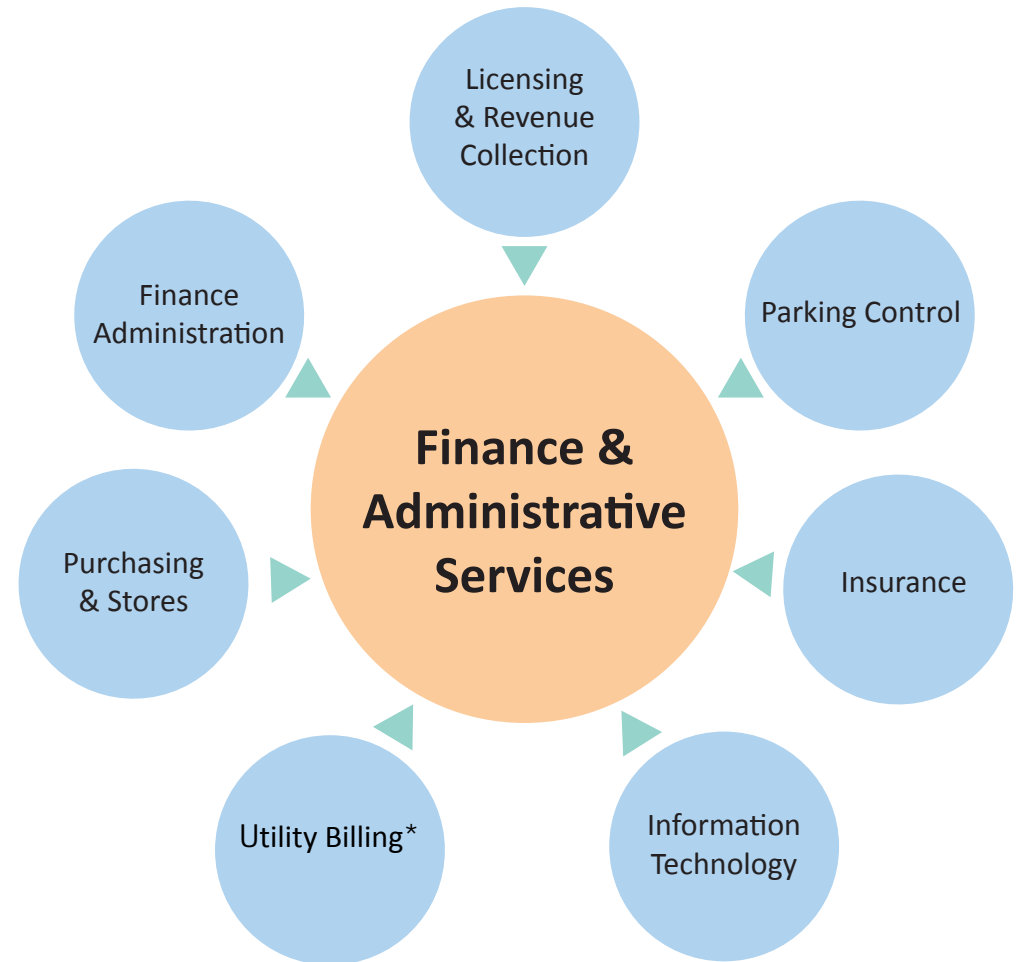 Licensing
& Revenue
Collection
Finance
Administration
Parking Control
Finance &
Administrative
Services
Purchasing
& Stores
Insurance
Utility Billing*
Information
Technology